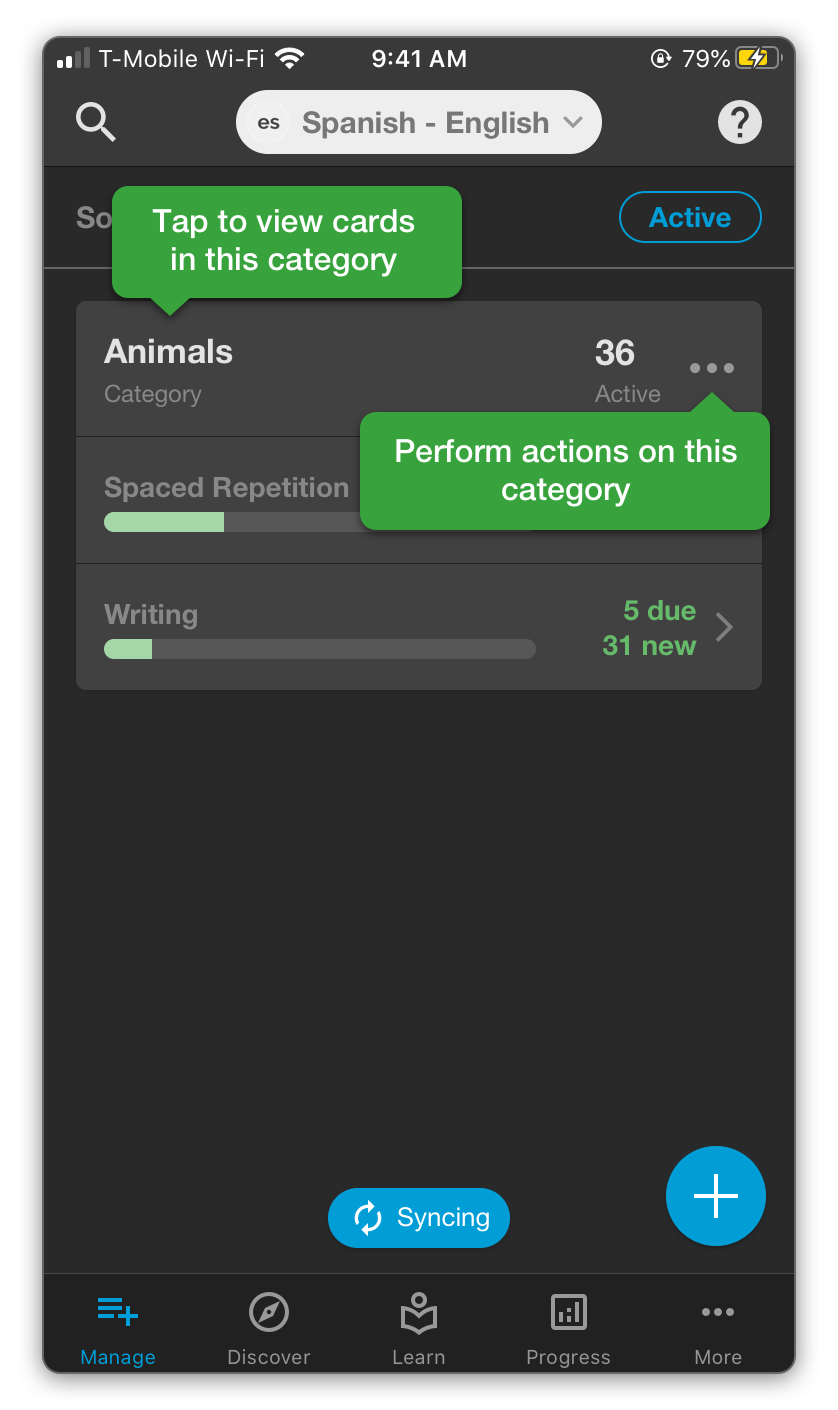 T-Mobile Wi-Fi 9:41 AM 79%
es Spanish - English ?
So Active
Tap to view cards
in this category
Animals 36
Category Active
Perform actions on this
category
Spaced Repetition
Writing 5 due
31 new
Syncing
Manage Discover Learn Progress More